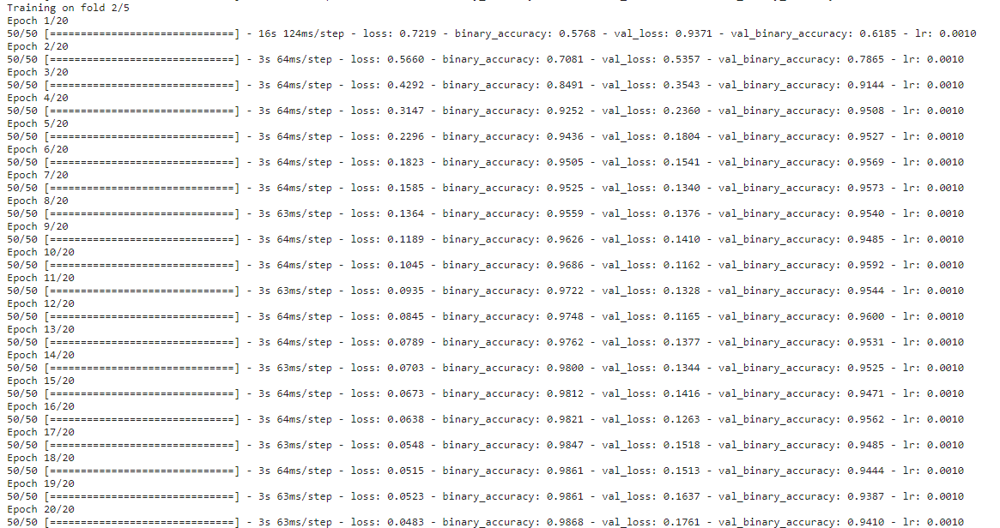 Training on fold 2/5
Epoch 1/20
50/50 [==============================] - 16s 124ms/step - loss: 0.7219 - binary_accuracy: 0.5768 - val_loss: 0.9371 - val_binary_accuracy: 0.6185 - lr: 0.0010
Epoch 2/20
50/50 [==============================] - 3s 64ms/step - loss: 0.5660 - binary_accuracy: 0.7081 - val_loss: 0.5357 - val_binary_accuracy: 0.7865 - lr: 0.0010
Epoch 3/20
50/50 [==============================] - 3s 64ms/step - loss: 0.4292 - binary_accuracy: 0.8491 - val_loss: 0.3543 - val_binary_accuracy: 0.9144 - lr: 0.0010
Epoch 4/20
50/50 [==============================] - 3s 64ms/step - loss: 0.3147 - binary_accuracy: 0.9252 - val_loss: 0.2360 - val_binary_accuracy: 0.9508 - lr: 0.0010
Epoch 5/20
50/50 [==============================] - 3s 64ms/step - loss: 0.2296 - binary_accuracy: 0.9436 - val_loss: 0.1804 - val_binary_accuracy: 0.9527 - lr: 0.0010
Epoch 6/20
50/50 [==============================] - 3s 64ms/step - loss: 0.1823 - binary_accuracy: 0.9505 - val_loss: 0.1541 - val_binary_accuracy: 0.9569 - lr: 0.0010
Epoch 7/20
50/50 [==============================] - 3s 64ms/step - loss: 0.1585 - binary_accuracy: 0.9525 - val_loss: 0.1340 - val_binary_accuracy: 0.9573 - lr: 0.0010
Epoch 8/20
50/50 [==============================] - 3s 63ms/step - loss: 0.1364 - binary_accuracy: 0.9559 - val_loss: 0.1376 - val_binary_accuracy: 0.9540 - lr: 0.0010
Epoch 9/20
50/50 [==============================] - 3s 64ms/step - loss: 0.1189 - binary_accuracy: 0.9626 - val_loss: 0.1410 - val_binary_accuracy: 0.9485 - lr: 0.0010
Epoch 10/20
50/50 [==============================] - 3s 64ms/step - loss: 0.1045 - binary_accuracy: 0.9686 - val_loss: 0.1162 - val_binary_accuracy: 0.9592 - lr: 0.0010
Epoch 11/20
50/50 [==============================] - 3s 63ms/step - loss: 0.0935 - binary_accuracy: 0.9722 - val_loss: 0.1328 - val_binary_accuracy: 0.9544 - lr: 0.0010
Epoch 12/20
50/50 [==============================] - 3s 64ms/step - loss: 0.0845 - binary_accuracy: 0.9748 - val_loss: 0.1165 - val_binary_accuracy: 0.9600 - lr: 0.0010
Epoch 13/20
50/50 [==============================] - 3s 64ms/step - loss: 0.0789 - binary_accuracy: 0.9762 - val_loss: 0.1377 - val_binary_accuracy: 0.9531 - lr: 0.0010
Epoch 14/20
50/50 [==============================] - 3s 63ms/step - loss: 0.0703 - binary_accuracy: 0.9800 - val_loss: 0.1344 - val_binary_accuracy: 0.9525 - lr: 0.0010
Epoch 15/20
50/50 [==============================] - 3s 64ms/step - loss: 0.0673 - binary_accuracy: 0.9812 - val_loss: 0.1416 - val_binary_accuracy: 0.9471 - lr: 0.0010
Epoch 16/20
50/50 [==============================] - 3s 64ms/step - loss: 0.0638 - binary_accuracy: 0.9821 - val_loss: 0.1263 - val_binary_accuracy: 0.9562 - lr: 0.0010
Epoch 17/20
50/50 [==============================] - 3s 63ms/step - loss: 0.0548 - binary_accuracy: 0.9847 - val_loss: 0.1518 - val_binary_accuracy: 0.9485 - lr: 0.0010
Epoch 18/20
50/50 [==============================] - 3s 64ms/step - loss: 0.0515 - binary_accuracy: 0.9861 - val_loss: 0.1513 - val_binary_accuracy: 0.9444 - lr: 0.0010
Epoch 19/20
50/50 [==============================] - 3s 63ms/step - loss: 0.0523 - binary_accuracy: 0.9861 - val_loss: 0.1637 - val_binary_accuracy: 0.9387 - lr: 0.0010
Epoch 20/20
50/50 [==============================] - 3s 63ms/step - loss: 0.0483 - binary_accuracy: 0.9868 - val_loss: 0.1761 - val_binary_accuracy: 0.9410 - lr: 0.0010